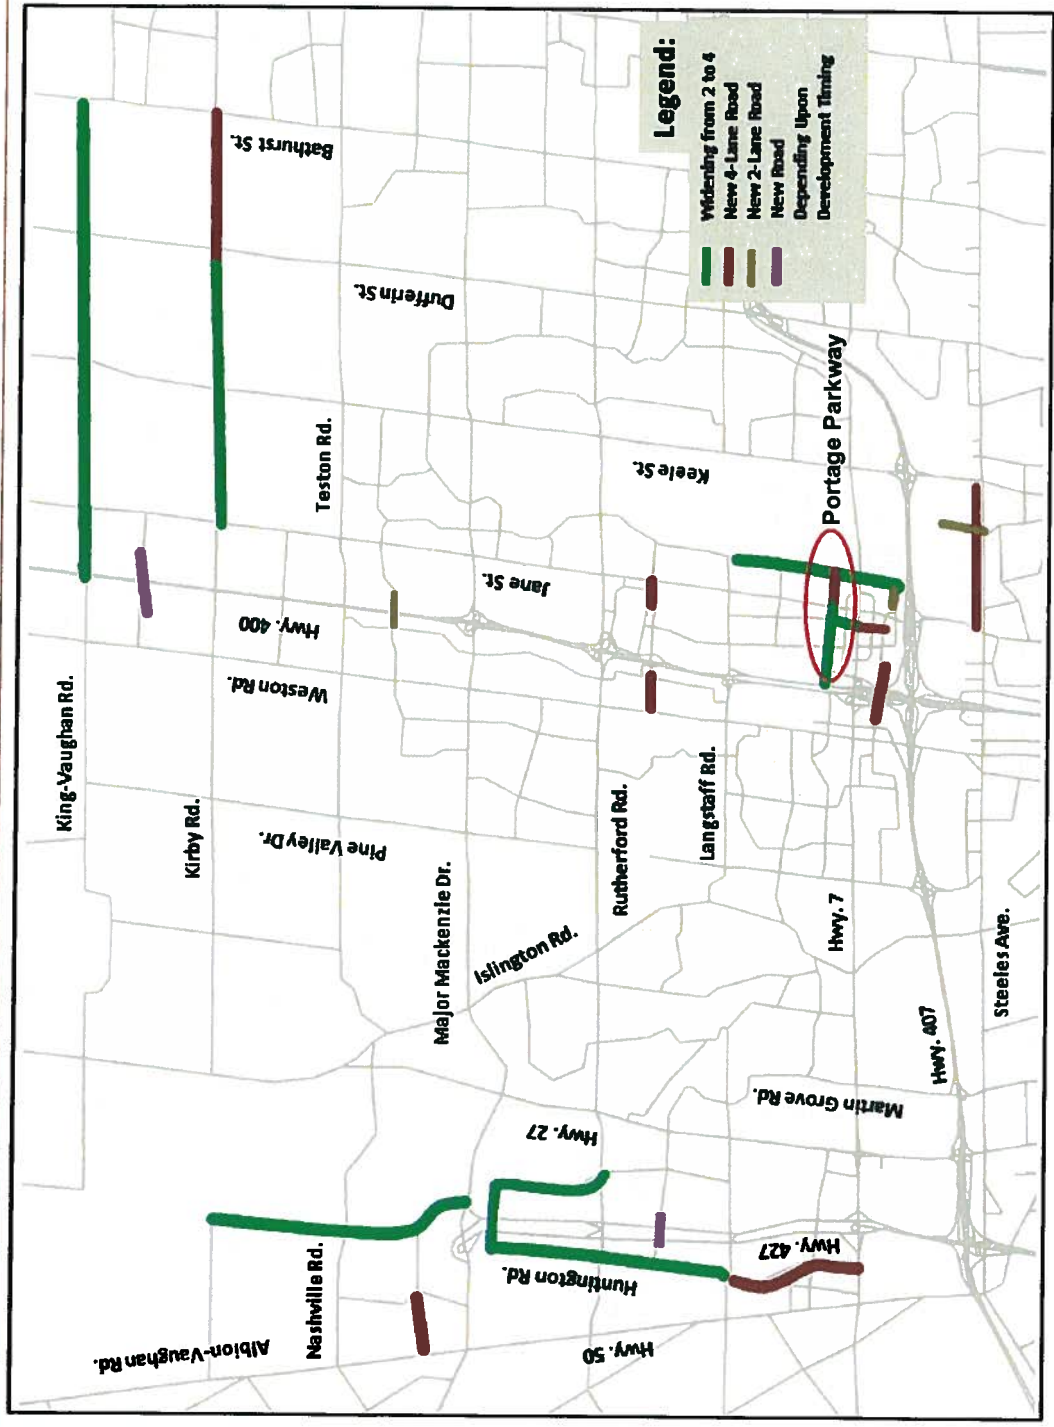 Legend:
Widening from 2 to 4
New 4-Lane Road
New 2-Lane Road
New Road
Depending Upon
Development Timing
King-Vaughan Rd.
Kirby Rd.
Teston Rd.
Major Mackenzie Dr.
Rutherford Rd.
Langstaff Rd.
Hwy. 7
Hwy. 407
Steeles Ave.
Nashville Rd.
Islington Rd.
Portage Parkway
Albion-Vaughan Rd.
Hwy. 50
Huntington Rd.
Hwy. 427
Hwy. 27
Martin Grove Rd.
Pine Valley Dr.
Weston Rd.
Hwy. 400
Jane St.
Keele St.
Dufferin St.
Bathurst St.